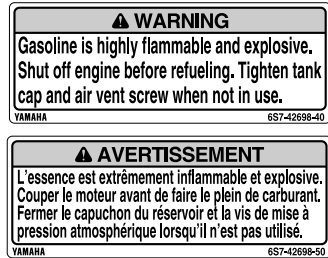 ⚠ WARNING
Gasoline is highly flammable and explosive.
Shut off engine before refueling. Tighten tank
cap and air vent screw when not in use.
YAMAHA 6S7-42698-40
⚠ AVERTISSEMENT
L'essence est extrêmement inflammable et explosive.
Couper le moteur avant de faire le plein de carburant.
Fermer le capuchon du réservoir et la vis de mise à
pression atmosphérique lorsqu'il n'est pas utilisé.
YAMAHA 6S7-42698-50